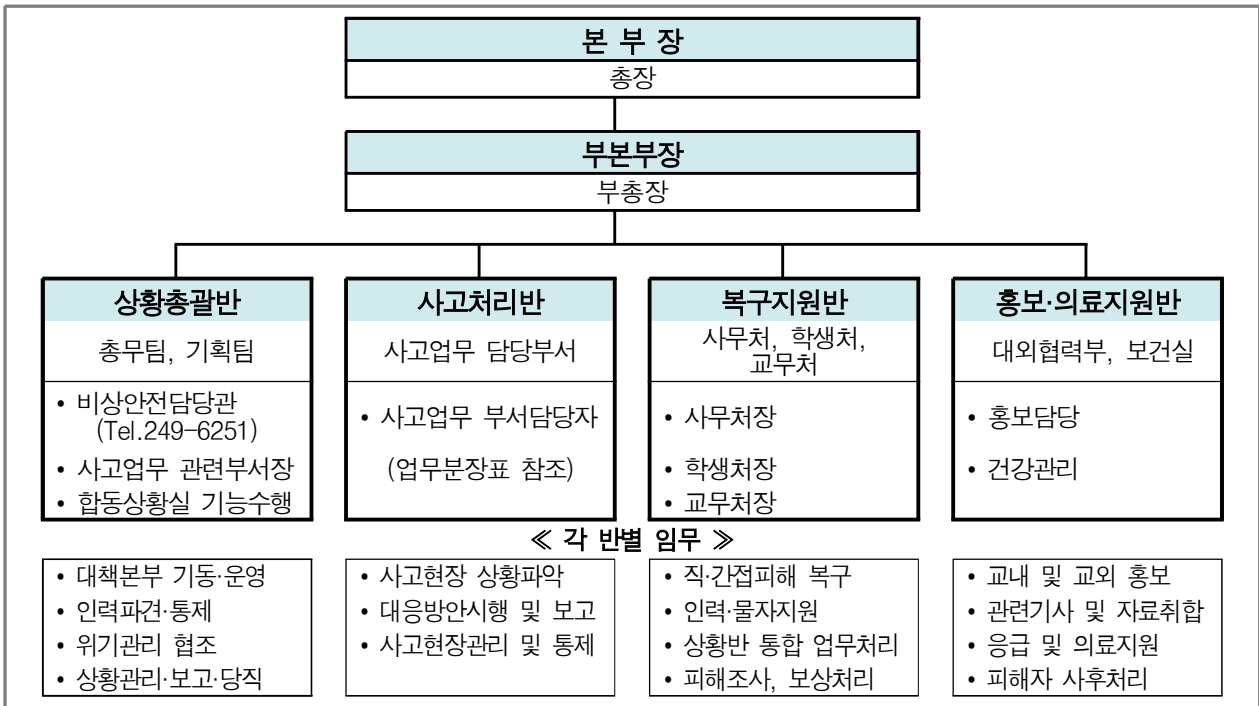 본 부 장
총장
부본부장
부총장
상황총괄반
총무팀, 기획팀
• 비상안전담당관
(Tel.249-6251)
• 사고업무 관련부서장
• 합동상황실 기능수행
사고처리반
사고업무 담당부서
• 사고업무 부서담당자
(업무분장표 참조)
복구지원반
사무처, 학생처,
교무처
• 사무처장
• 학생처장
• 교무처장
홍보·의료지원반
대외협력부, 보건실
• 홍보담당
• 건강관리
≪ 각 반별 임무 ≫
• 대책본부 기동·운영
• 인력파견·통제
• 위기관리 협조
• 상황관리·보고·당직
• 사고현장 상황파악
• 대응방안시행 및 보고
• 사고현장관리 및 통제
• 직·간접피해 복구
• 인력·물자지원
• 상황반 통합 업무처리
• 피해조사, 보상처리
• 교내 및 교외 홍보
• 관련기사 및 자료취합
• 응급 및 의료지원
• 피해자 사후처리